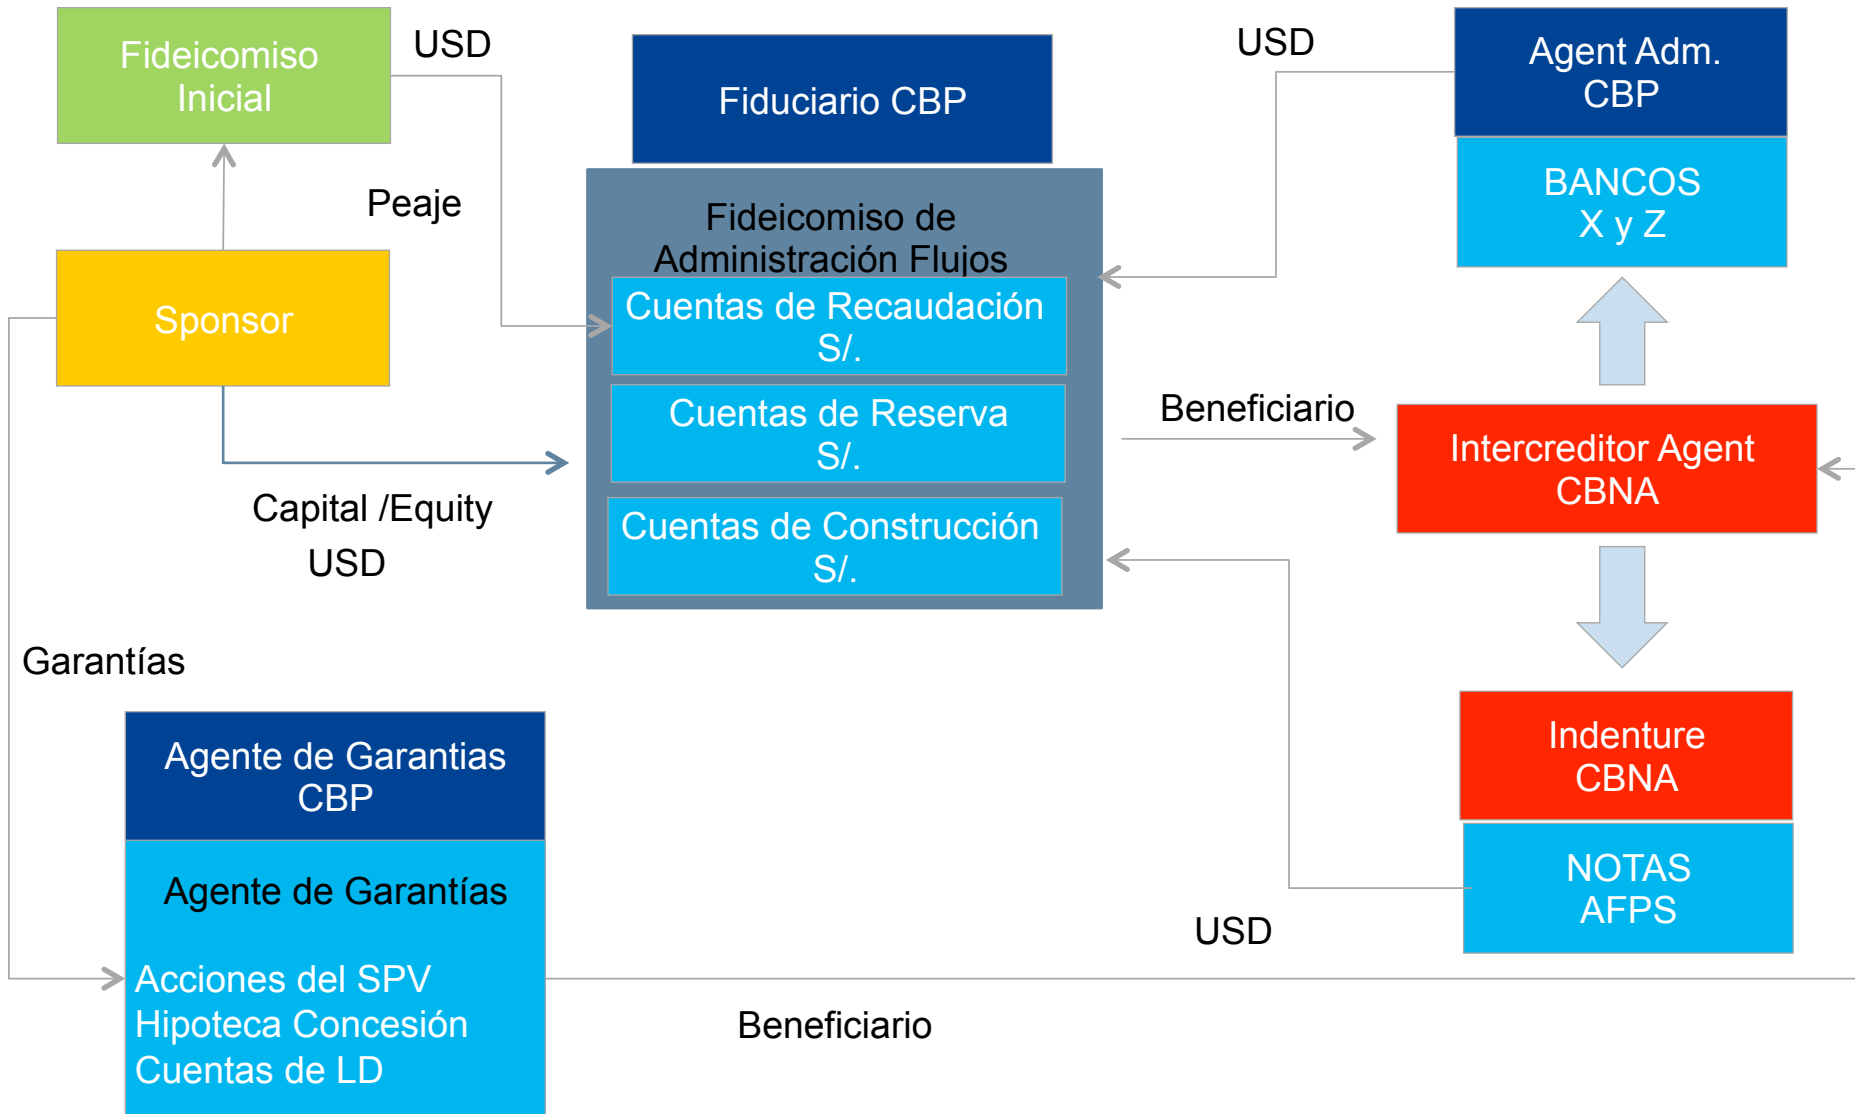 Fideicomiso
Inicial
USD
Peaje
Sponsor
Capital /Equity
USD
Garantías
Fiduciario CBP
Fideicomiso de
Administración Flujos
Cuentas de Recaudación
S/.
Cuentas de Reserva
S/.
Cuentas de Construcción
S/.
USD
Agent Adm.
CBP
BANCOS
X y Z
Beneficiario
Intercreditor Agent
CBNA
Indenture
CBNA
NOTAS
AFPS
USD
Agente de Garantias
CBP
Agente de Garantías
Acciones del SPV
Hipoteca Concesión
Cuentas de LD
Beneficiario